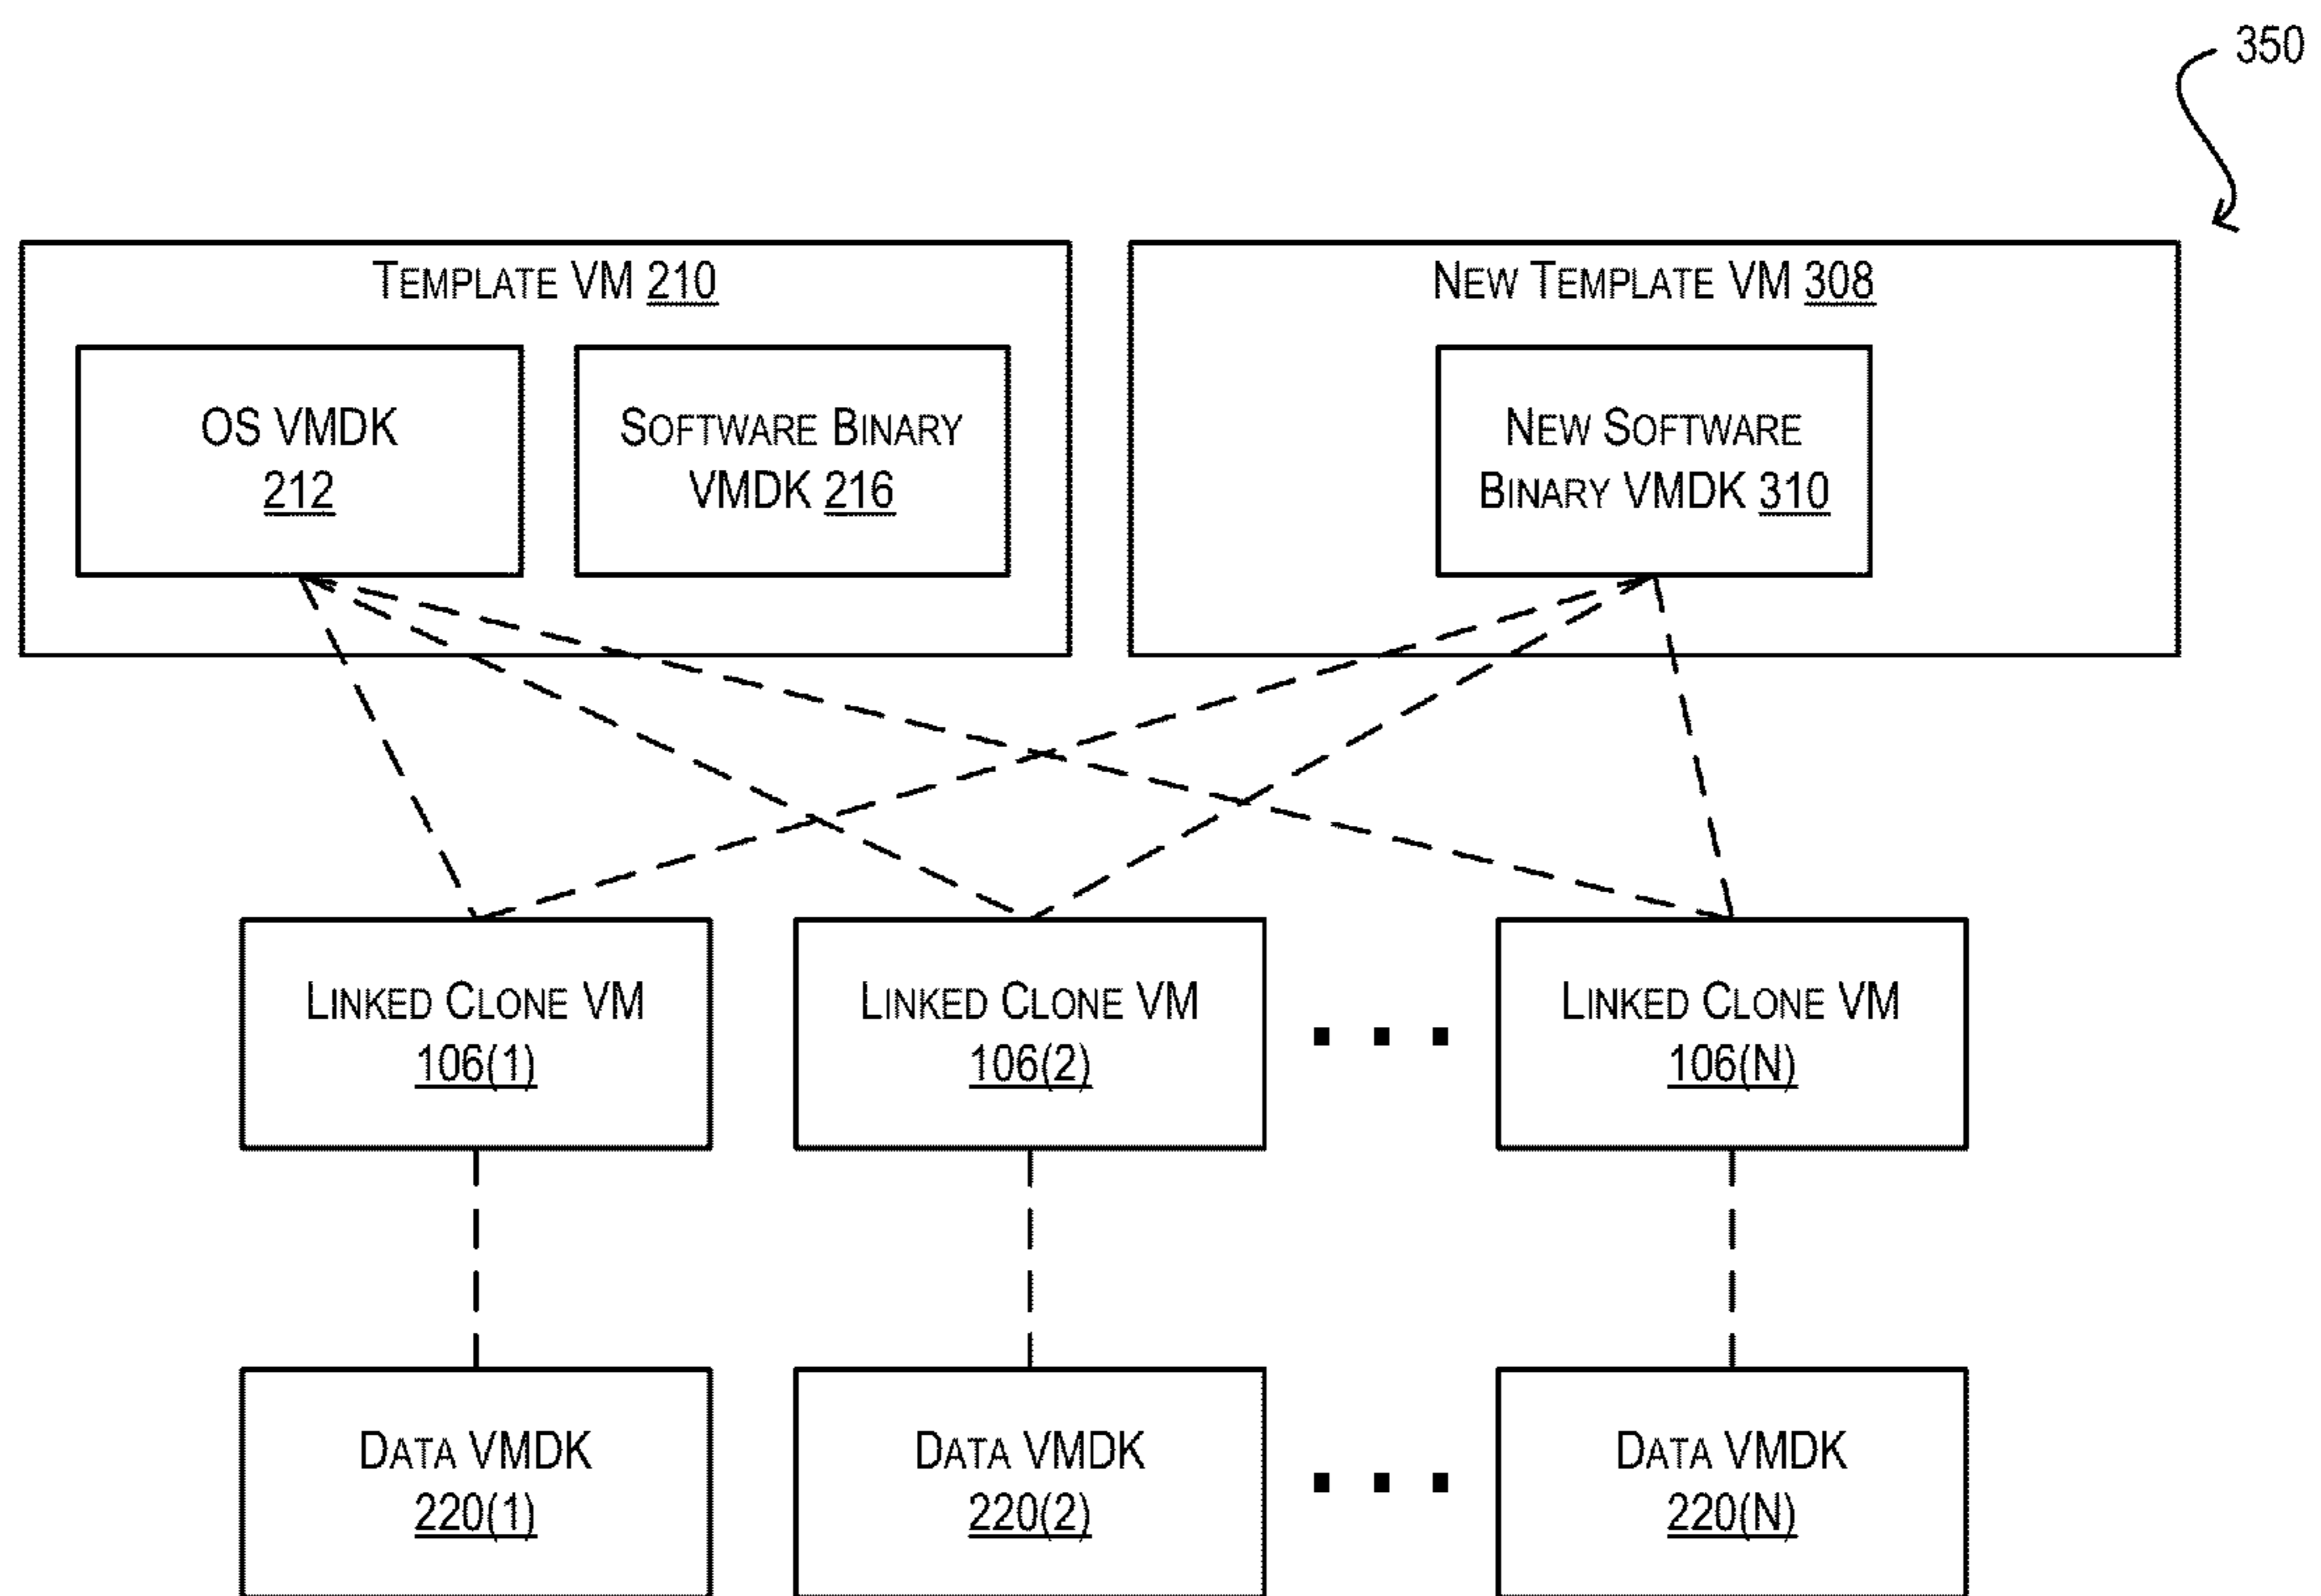 350
TEMPLATE VM 210
NEW TEMPLATE VM 308
OS VMDK
212
SOFTWARE BINARY
VMDK 216
NEW SOFTWARE
BINARY VMDK 310
LINKED CLONE VM
106(1)
LINKED CLONE VM
106(2)
LINKED CLONE VM
106(N)
DATA VMDK
220(1)
DATA VMDK
220(2)
DATA VMDK
220(N)